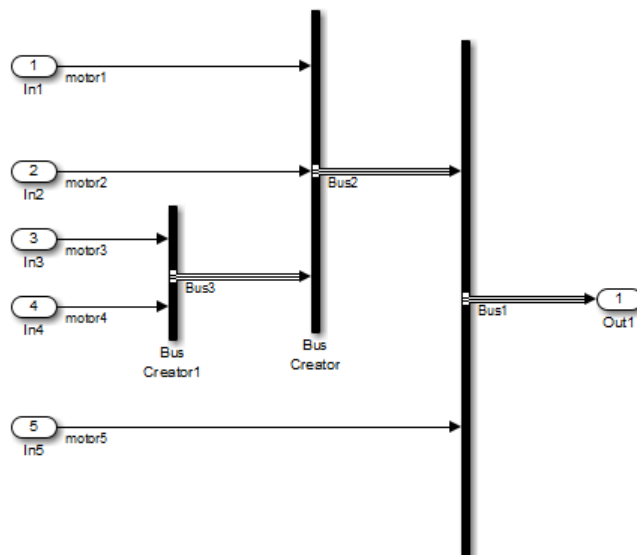 1
motor1
In1
2
motor2
In2
Bus2
3
motor3
In3
4
motor4
In4
Bus3
Bus
Creator1
Bus
Creator
1
Bus1
Out1
5
motor5
In5